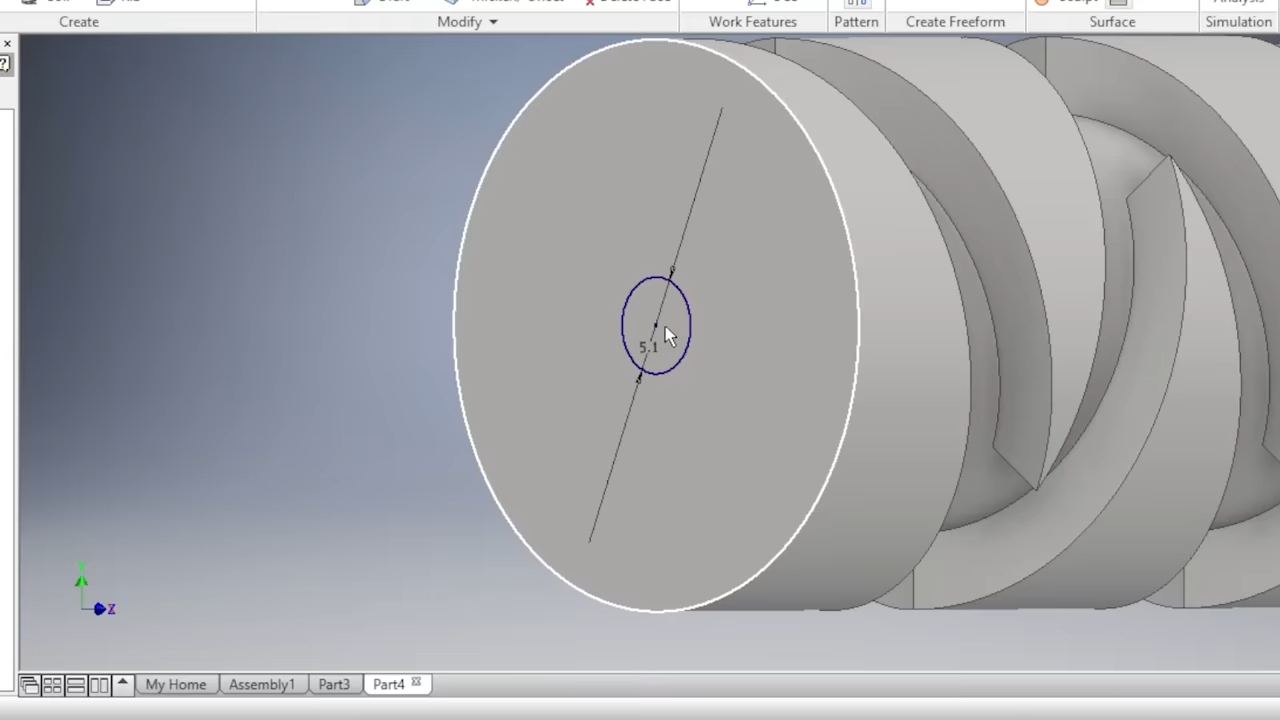 Create
Modify
Work Features
Pattern
Create Freeform
Surface
Simulation
5.1
Z
My Home
Assembly1
Part3
Part4